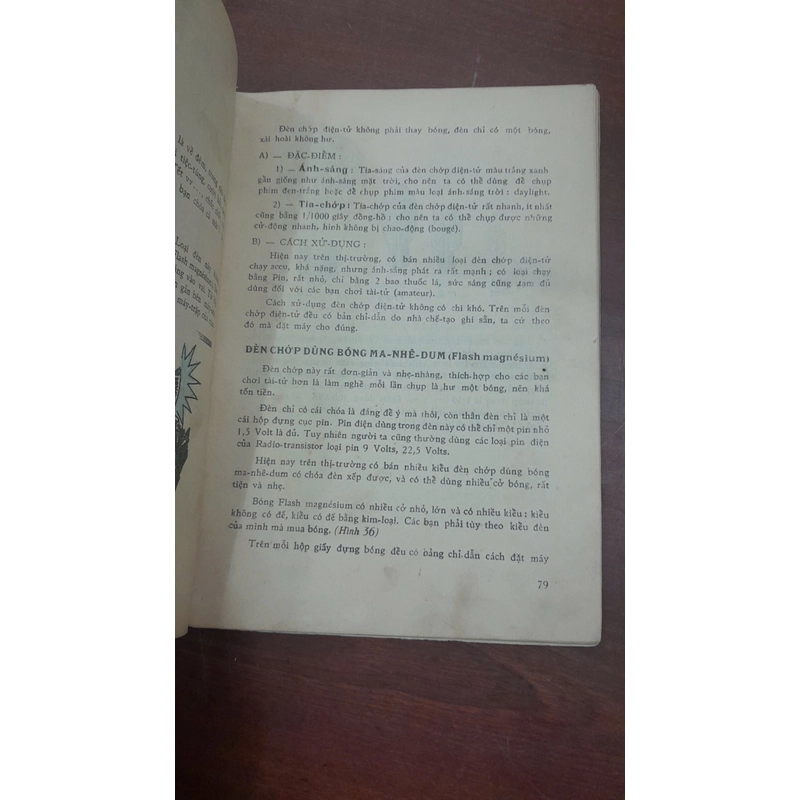 là về đêm, trong
tiệc-tùng, cuộc
Loại đèn này
Flash magnésium
máy-ráp của
Đèn chớp điện-tử không phải thay bóng, đèn chỉ có một bóng,
xài hoài không hư.
A) — ĐẶC-ĐIỂM :
1) — Ánh-sáng : Tia-sáng của đèn chớp điện-tử màu trắng xanh
gần giống như ánh-sáng mặt trời, cho nên ta có thể dùng để chụp
phim đen-trắng hoặc để chụp phim màu loại ánh-sáng trời : daylight.
2) — Tia-chớp : Tia-chớp của đèn chớp điện-tử rất nhanh, ít nhất
cũng bằng 1/1000 giây đồng-hồ : cho nên ta có thể chụp được những
cử-động nhanh, hình không bị chao-động (bougé).
B) — CÁCH XỬ-DỤNG :
Hiện nay trên thị-trường, có bán nhiều loại đèn chớp điện-tử
chạy accu, khá nặng, nhưng ánh-sáng phát ra rất mạnh ; có loại chạy
bằng Pin, rất nhỏ, chỉ bằng 2 bao thuốc lá, sức sáng cũng tạm đủ
dùng đối với các bạn chơi tài-tử (amateur).
Cách xử-dụng đèn chớp điện-tử không có chi khó. Trên mỗi đèn
chớp điện-tử đều có bản chỉ-dẫn do nhà chế-tạo ghi sẵn, ta cứ theo
đó mà đặt máy cho đúng.
ĐÈN CHỚP DÙNG BÓNG MA-NHÊ-DUM (Flash magnésium)
Đèn chớp này rất đơn-giản và nhẹ-nhàng, thích-hợp cho các bạn
chơi tài-tử hơn là làm nghề mỗi lần chụp là hư một bóng, nên khá
tốn tiền.
Đèn chỉ có cái chóa là đáng để ý mà thôi, còn thân đèn chỉ là một
cái hộp đựng cục pin. Pin điện dùng trong đèn này có thể chỉ một pin nhỏ
1,5 Volt là đủ. Tuy nhiên người ta cũng thường dùng các loại pin điện
của Radio-transistor loại pin 9 Volts, 22,5 Volts.
Hiện nay trên thị-trường có bán nhiều kiểu đèn chớp dùng bóng
ma-nhê-dum có chóa đèn xếp được, và có thể dùng nhiều cỡ bóng, rất
tiện và nhẹ.
Bóng Flash magnésium có nhiều cỡ nhỏ, lớn và có nhiều kiểu : kiểu
không có đế, kiểu có đế bằng kim-loại. Các bạn phải tùy theo kiểu đèn
của mình mà mua bóng. (Hình 36)
Trên mỗi hộp giấy đựng bóng đều có bảng chỉ-dẫn cách đặt máy
79